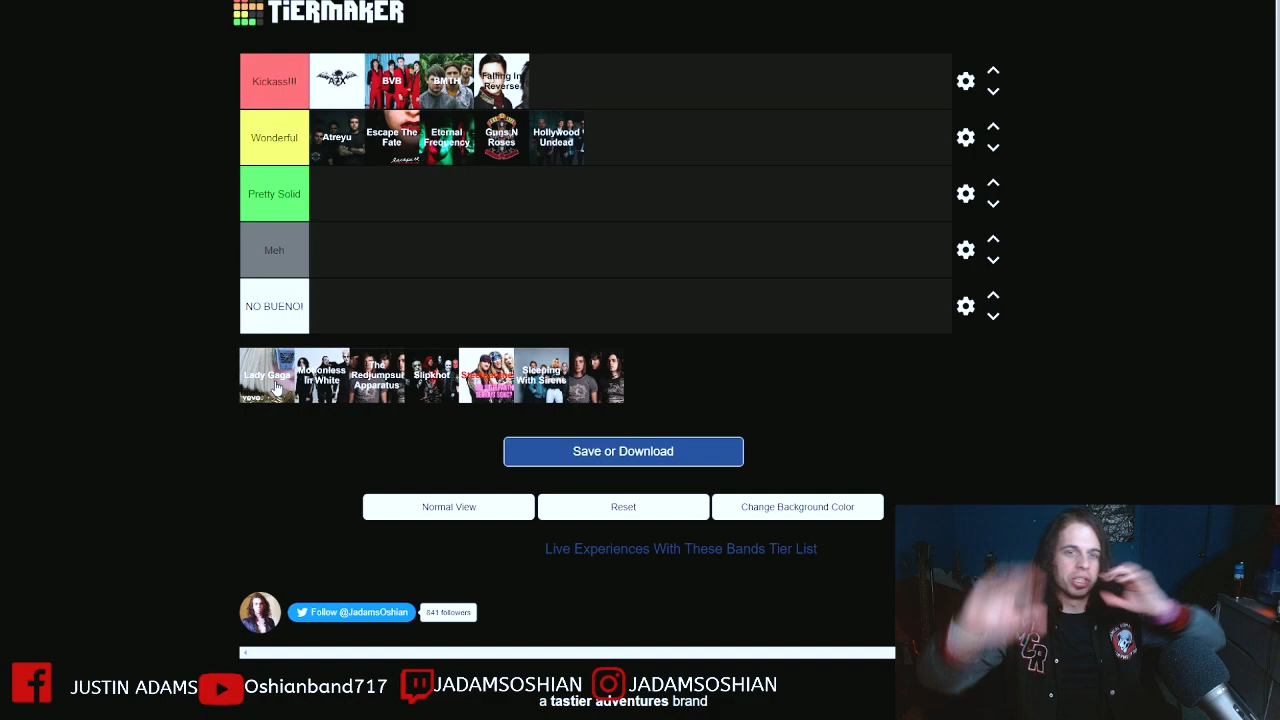 TiERMAKER
Kickass!!!
A7X
BVB
BMTH
Falling In
Reverse
Wonderful
Atreyu
Escape The
Fate
Eternal
Frequency
Guns N
Roses
Hollywood
Undead
Pretty Solid
Meh
NO BUENO!
Lady Gaga
vevo
Motionless
In White
The
Redjumpsuit
Apparatus
Slipknot
Sleeping
With Sirens
Save or Download
Normal View
Reset
Change Background Color
Live Experiences With These Bands Tier List
Follow @JadamsOshian
641 followers
JUSTIN ADAMS
Oshianband717
JADAMSOSHIAN
JADAMSOSHIAN
a tastier adventures brand